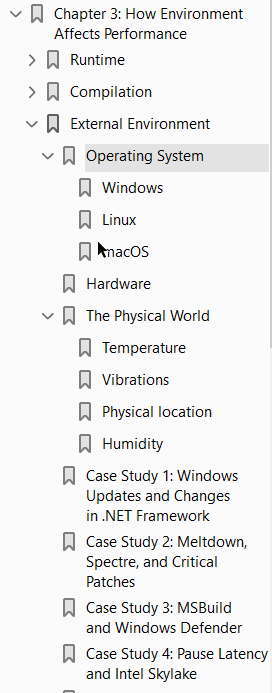 Chapter 3: How Environment
Affects Performance
Runtime
Compilation
External Environment
Operating System
Windows
Linux
macOS
Hardware
The Physical World
Temperature
Vibrations
Physical location
Humidity
Case Study 1: Windows
Updates and Changes
in .NET Framework
Case Study 2: Meltdown,
Spectre, and Critical
Patches
Case Study 3: MSBuild
and Windows Defender
Case Study 4: Pause Latency
and Intel Skylake